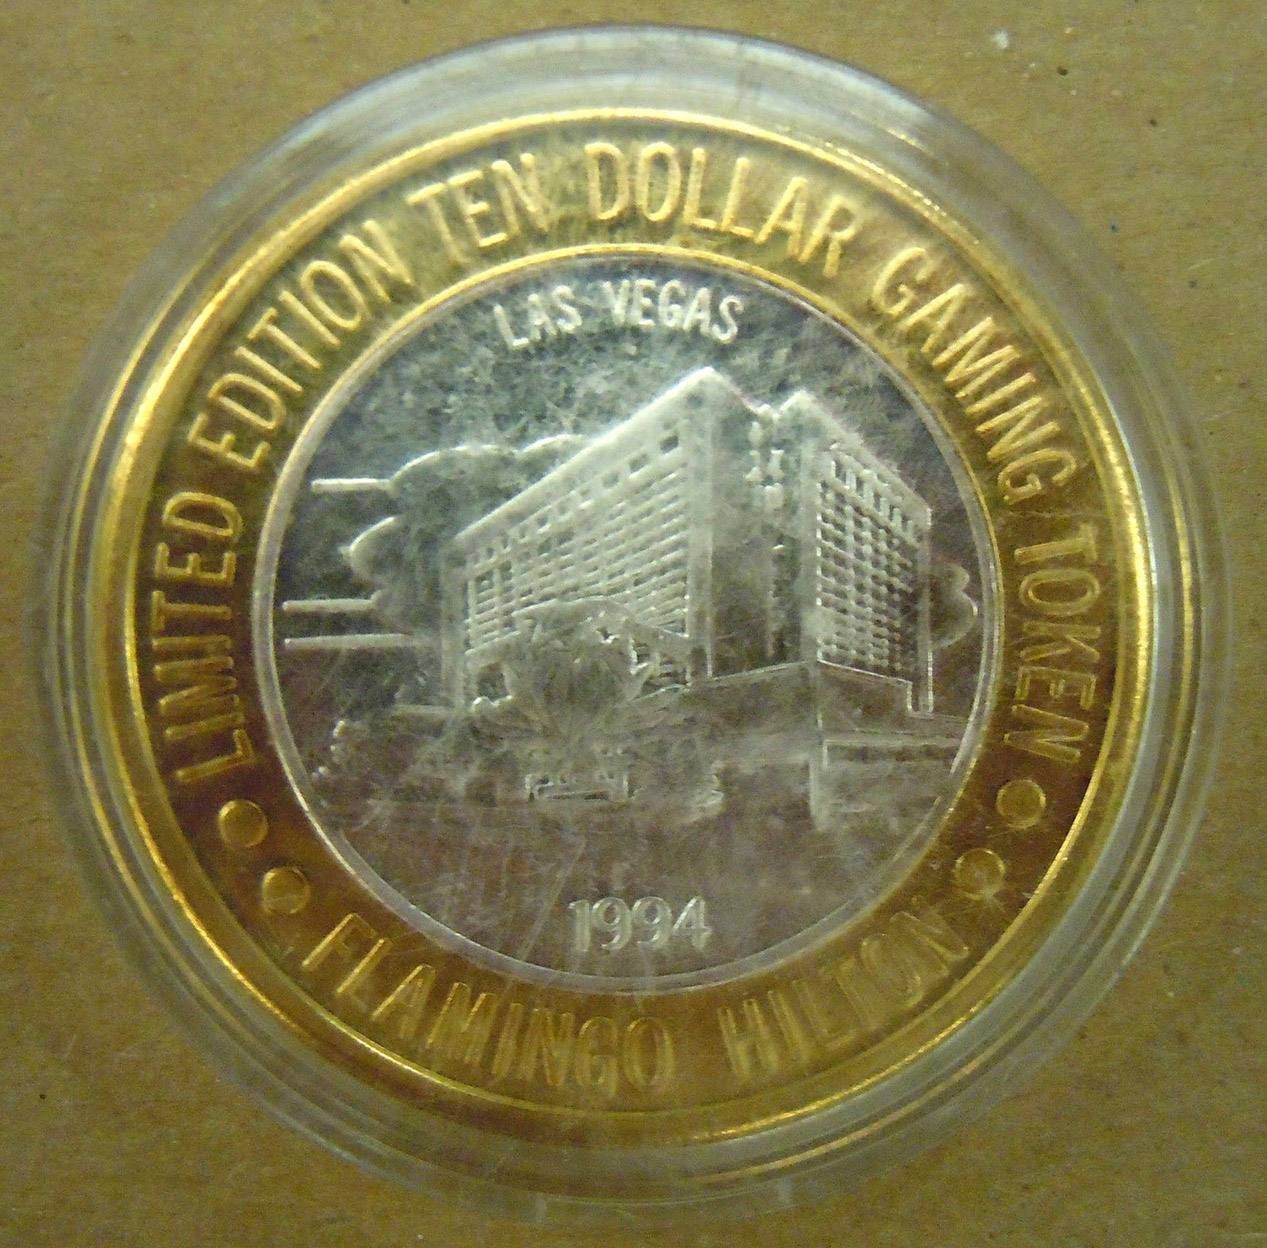 LIMITED EDITION TEN DOLLAR GAMING TOKEN
LAS VEGAS
1994
FLAMINGO HILTON